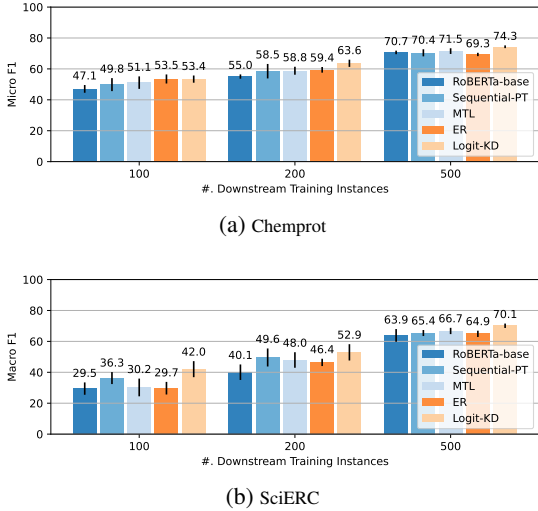 100
80
60
40
20
0
Micro F1
47.1 49.8 51.1 53.5 53.4
55.0 58.5 58.8 59.4 63.6
70.7 70.4 71.5 69.3 74.3
RoBERTa-base
Sequential-PT
MTL
ER
Logit-KD
100 200 500
#. Downstream Training Instances
(a) Chemprot
100
80
60
40
20
0
Macro F1
29.5 36.3 30.2 29.7 42.0
40.1 49.6 48.0 46.4 52.9
63.9 65.4 66.7 64.9 70.1
RoBERTa-base
Sequential-PT
MTL
ER
Logit-KD
100 200 500
#. Downstream Training Instances
(b) SciERC